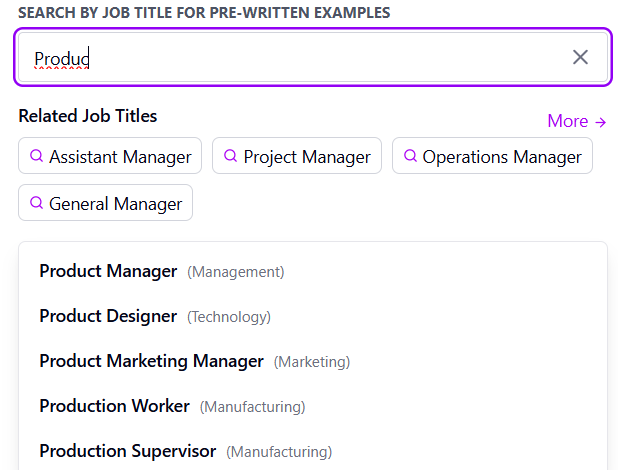 SEARCH BY JOB TITLE FOR PRE-WRITTEN EXAMPLES
Produc
Related Job Titles
More →
Assistant Manager
Project Manager
Operations Manager
General Manager
Product Manager (Management)
Product Designer (Technology)
Product Marketing Manager (Marketing)
Production Worker (Manufacturing)
Production Supervisor (Manufacturing)